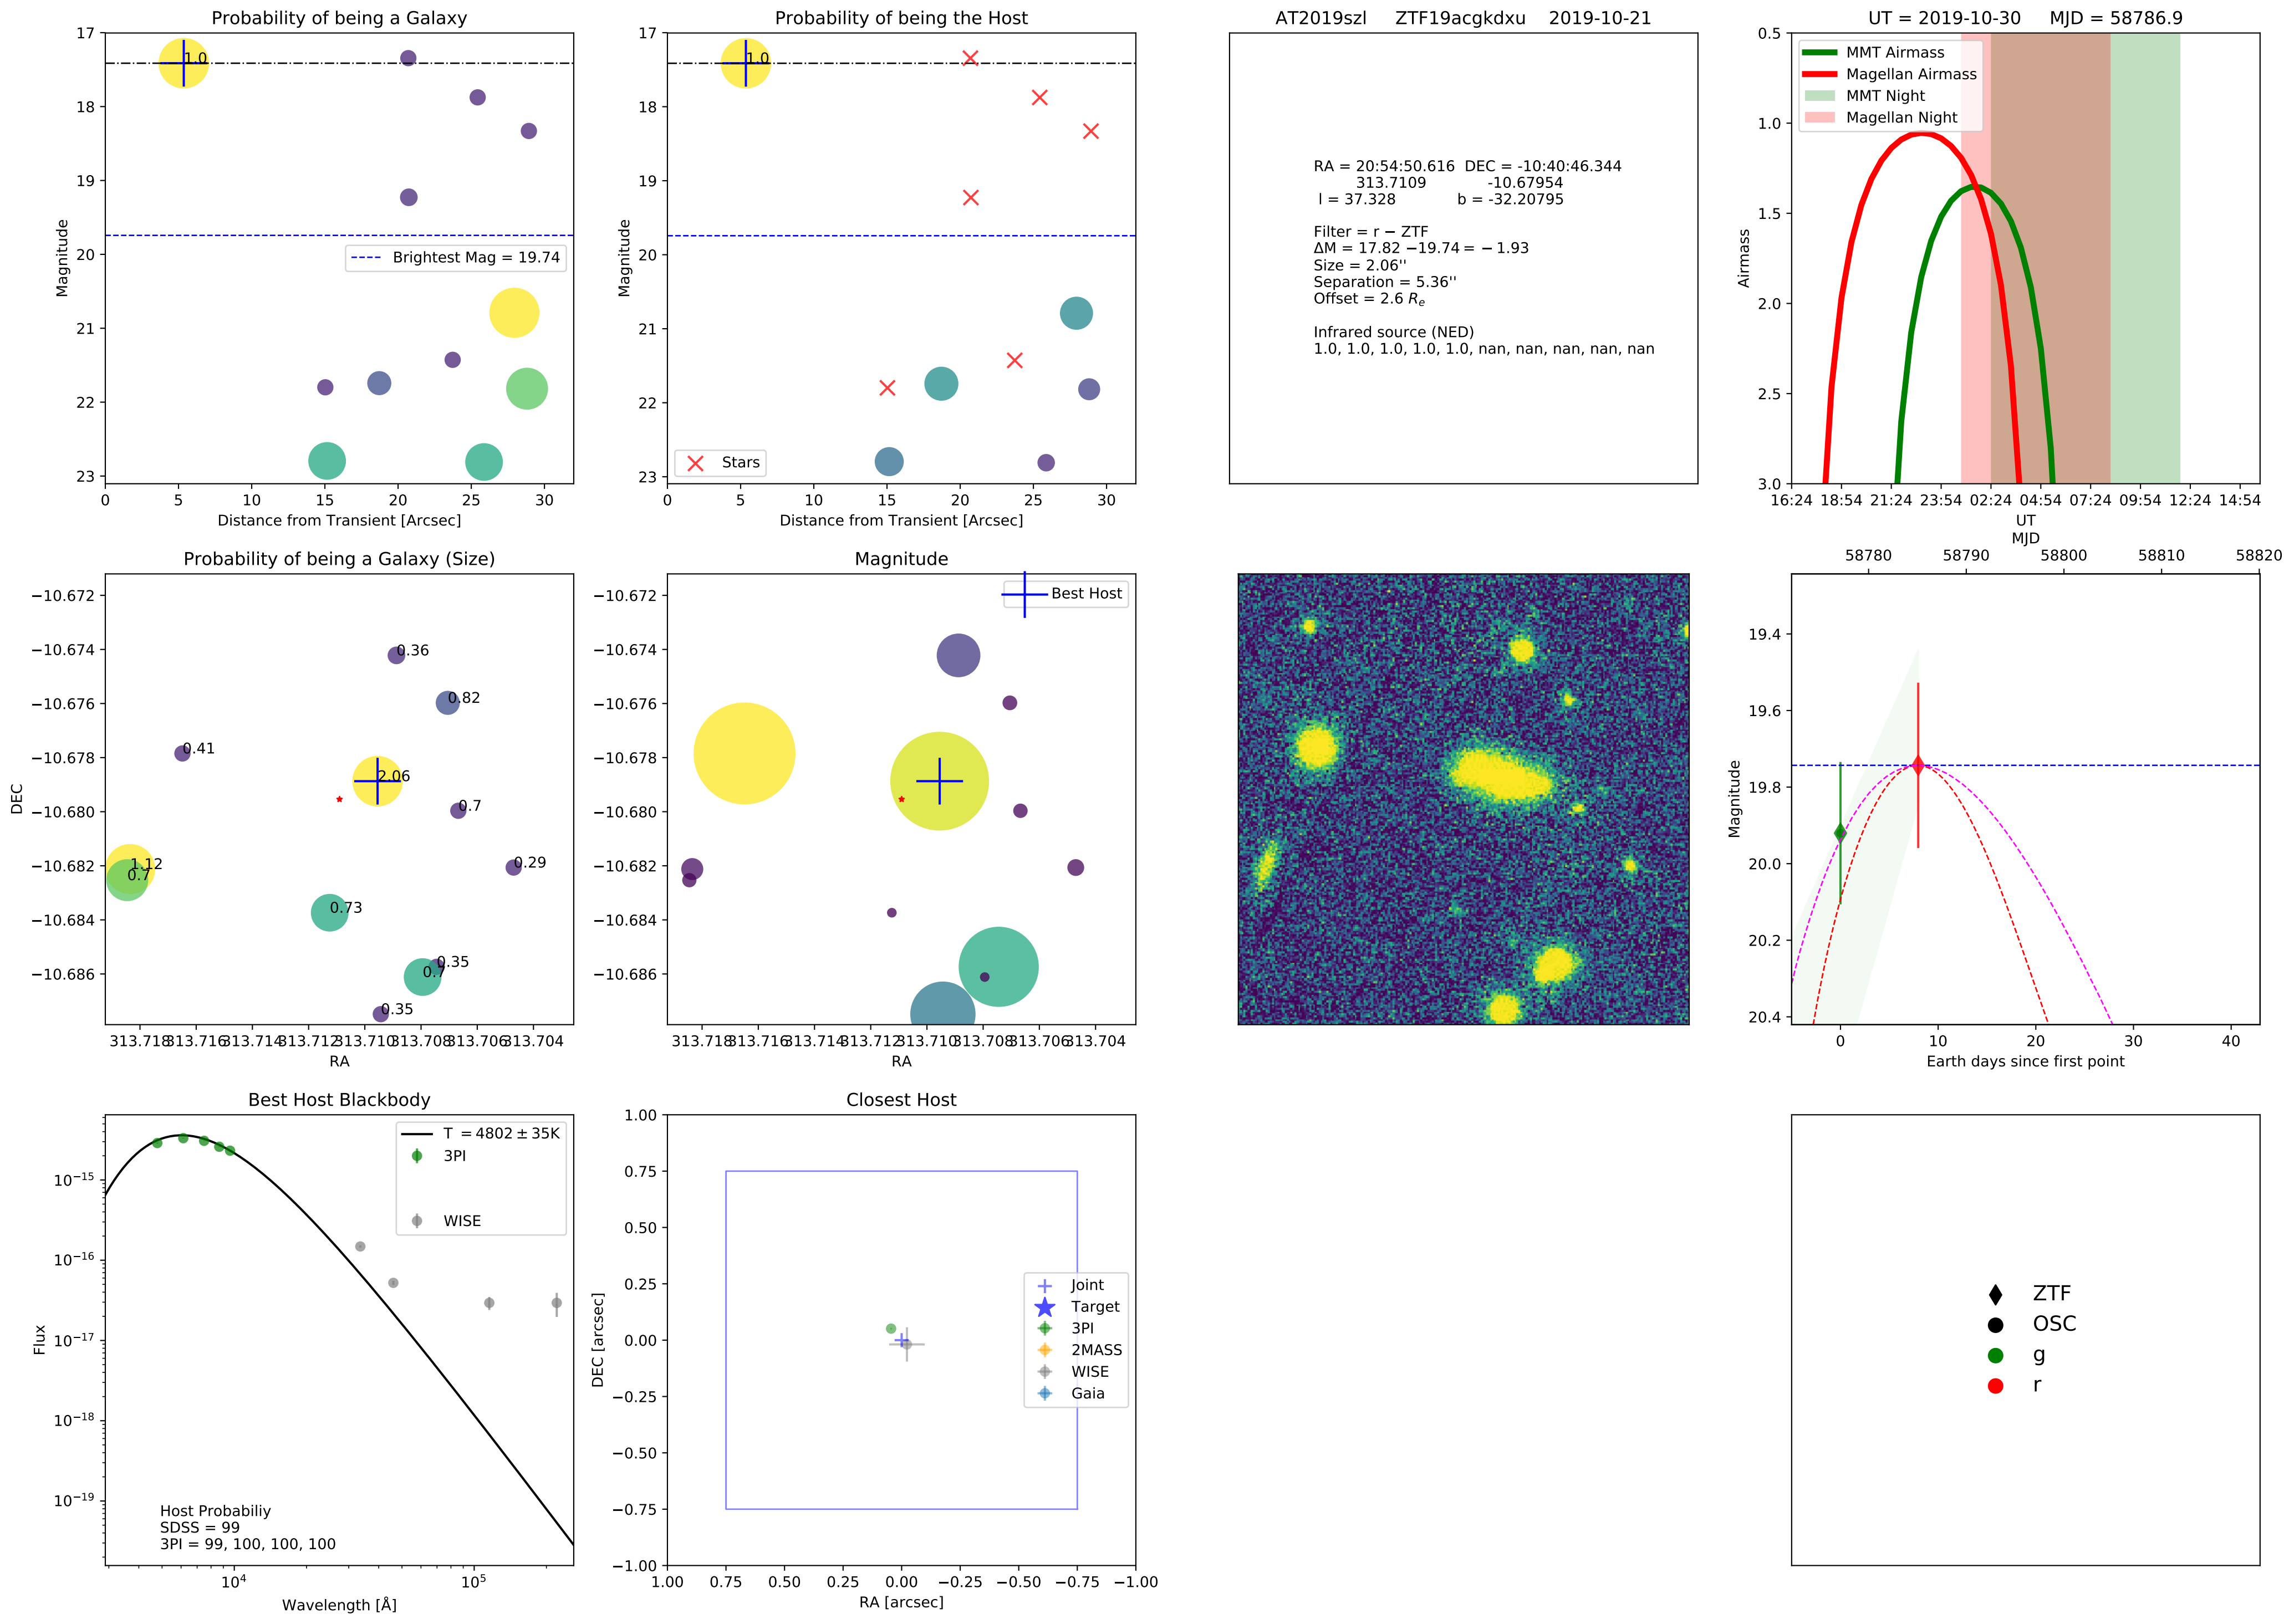 Probability of being a Galaxy
17
18
19
20
21
22
23
Magnitude
1.0
Brightest Mag = 19.74
0
5
10
15
20
25
30
Distance from Transient [Arcsec]
Probability of being the Host
17
18
19
20
21
22
23
Magnitude
1.0
Stars
0
5
10
15
20
25
30
Distance from Transient [Arcsec]
AT2019szl ZTF19acgkdxu 2019-10-21
RA = 20:54:50.616 DEC = -10:40:46.344
313.7109 -10.67954
l = 37.328 b = -32.20795
Filter = r − ZTF
ΔM = 17.82 −19.74 = − 1.93
Size = 2.06''
Separation = 5.36''
Offset = 2.6 Re
Infrared source (NED)
1.0, 1.0, 1.0, 1.0, 1.0, nan, nan, nan, nan, nan
UT = 2019-10-30 MJD = 58786.9
MMT Airmass
Magellan Airmass
MMT Night
Magellan Night
0.5
1.0
1.5
2.0
2.5
3.0
Airmass
16:24
18:54
21:24
23:54
02:24
04:54
07:24
09:54
12:24
14:54
UT
Probability of being a Galaxy (Size)
−10.672
−10.674
−10.676
−10.678
−10.680
−10.682
−10.684
−10.686
DEC
0.36
0.82
0.41
2.06
0.7
1.12
0.7
0.29
0.73
0.35
0.7
0.35
313.718
313.716
313.714
313.712
313.710
313.708
313.706
313.704
RA
Magnitude
Best Host
−10.672
−10.674
−10.676
−10.678
−10.680
−10.682
−10.684
−10.686
313.718
313.716
313.714
313.712
313.710
313.708
313.706
313.704
RA
MJD
58780
58790
58800
58810
58820
19.4
19.6
19.8
20.0
20.2
20.4
Magnitude
0
10
20
30
40
Earth days since first point
Best Host Blackbody
T = 4802 ± 35K
3PI
WISE
10−15
10−16
10−17
10−18
10−19
Flux
Host Probabiliy
SDSS = 99
3PI = 99, 100, 100, 100
104
105
Wavelength [Å]
Closest Host
1.00
0.75
0.50
0.25
0.00
−0.25
−0.50
−0.75
−1.00
DEC [arcsec]
Joint
Target
3PI
2MASS
WISE
Gaia
1.00
0.75
0.50
0.25
0.00
−0.25
−0.50
−0.75
−1.00
RA [arcsec]
ZTF
OSC
g
r